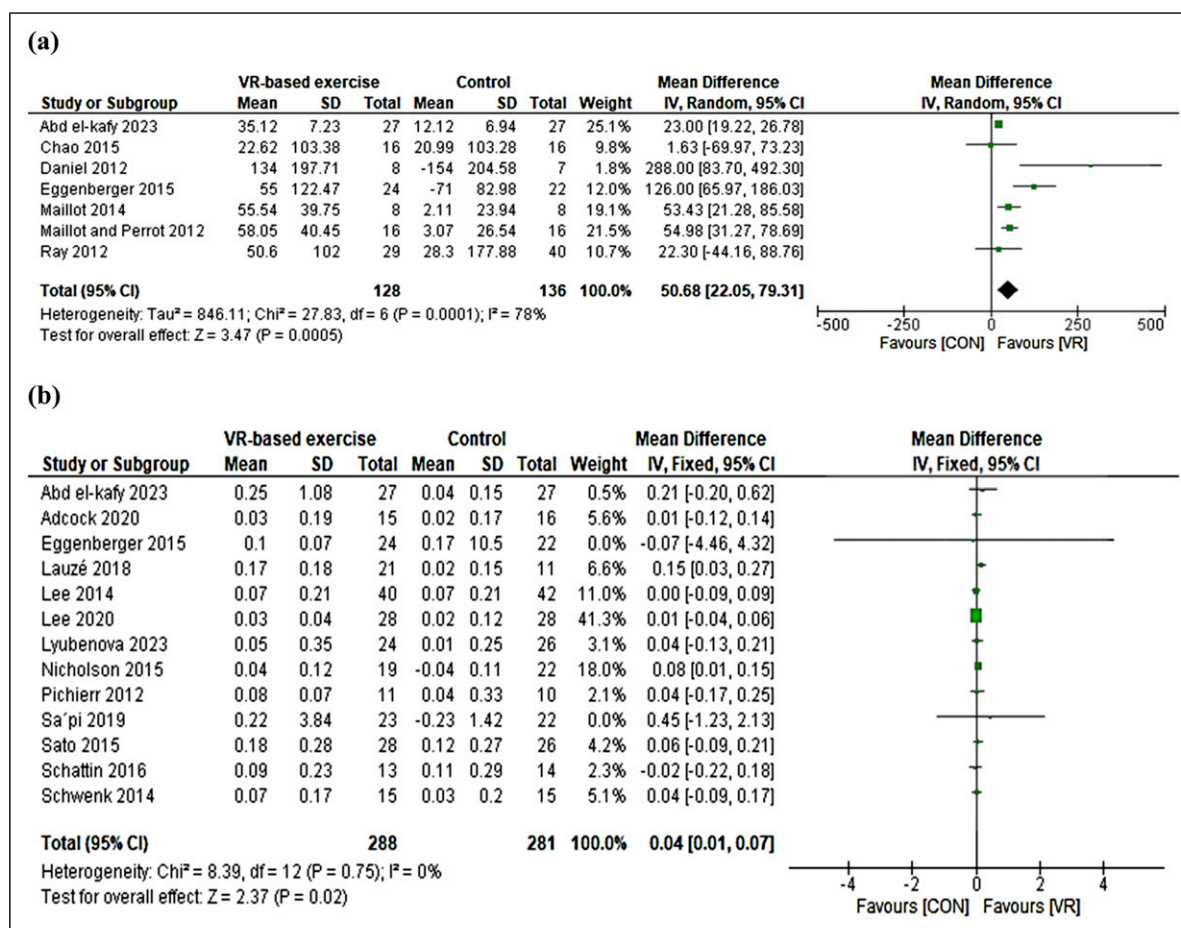 (a)
VR-based exercise Control Mean Difference Mean Difference
Study or Subgroup Mean SD Total Mean SD Total Weight IV, Random, 95% CI IV, Random, 95% CI
Abd el-kafy 2023 35.12 7.23 27 12.12 6.94 27 25.1% 23.00 [19.22, 26.78]
Chao 2015 22.62 103.38 16 20.99 103.28 16 9.8% 1.63 [-69.97, 73.23]
Daniel 2012 134 197.71 8 -154 204.58 7 1.8% 288.00 [83.70, 492.30]
Eggenberger 2015 55 122.47 24 -71 82.98 22 12.0% 126.00 [65.97, 186.03]
Maillot 2014 55.54 39.75 8 2.11 23.94 8 19.1% 53.43 [21.28, 85.58]
Maillot and Perrot 2012 58.05 40.45 16 3.07 26.54 16 21.5% 54.98 [31.27, 78.69]
Ray 2012 50.6 102 29 28.3 177.88 40 10.7% 22.30 [-44.16, 88.76]
Total (95% CI) 128 136 100.0% 50.68 [22.05, 79.31]
Heterogeneity: Tau² = 846.11; Chi² = 27.83, df = 6 (P = 0.0001); I² = 78%
Test for overall effect: Z = 3.47 (P = 0.0005)
-500 -250 0 250 500
Favours [CON] Favours [VR]
(b)
VR-based exercise Control Mean Difference Mean Difference
Study or Subgroup Mean SD Total Mean SD Total Weight IV, Fixed, 95% CI IV, Fixed, 95% CI
Abd el-kafy 2023 0.25 1.08 27 0.04 0.15 27 0.5% 0.21 [-0.20, 0.62]
Adcock 2020 0.03 0.19 15 0.02 0.17 16 5.6% 0.01 [-0.12, 0.14]
Eggenberger 2015 0.1 0.07 24 0.17 10.5 22 0.0% -0.07 [-4.46, 4.32]
Lauzé 2018 0.17 0.18 21 0.02 0.15 11 6.6% 0.15 [0.03, 0.27]
Lee 2014 0.07 0.21 40 0.07 0.21 42 11.0% 0.00 [-0.09, 0.09]
Lee 2020 0.03 0.04 28 0.02 0.12 28 41.3% 0.01 [-0.04, 0.06]
Lyubenova 2023 0.05 0.35 24 0.01 0.25 26 3.1% 0.04 [-0.13, 0.21]
Nicholson 2015 0.04 0.12 19 -0.04 0.11 22 18.0% 0.08 [0.01, 0.15]
Pichierr 2012 0.08 0.07 11 0.04 0.33 10 2.1% 0.04 [-0.17, 0.25]
Sa´pi 2019 0.22 3.84 23 -0.23 1.42 22 0.0% 0.45 [-1.23, 2.13]
Sato 2015 0.18 0.28 28 0.12 0.27 26 4.2% 0.06 [-0.09, 0.21]
Schattin 2016 0.09 0.23 13 0.11 0.29 14 2.3% -0.02 [-0.22, 0.18]
Schwenk 2014 0.07 0.17 15 0.03 0.2 15 5.1% 0.04 [-0.09, 0.17]
Total (95% CI) 288 281 100.0% 0.04 [0.01, 0.07]
Heterogeneity: Chi² = 8.39, df = 12 (P = 0.75); I² = 0%
Test for overall effect: Z = 2.37 (P = 0.02)
-4 -2 0 2 4
Favours [CON] Favours [VR]